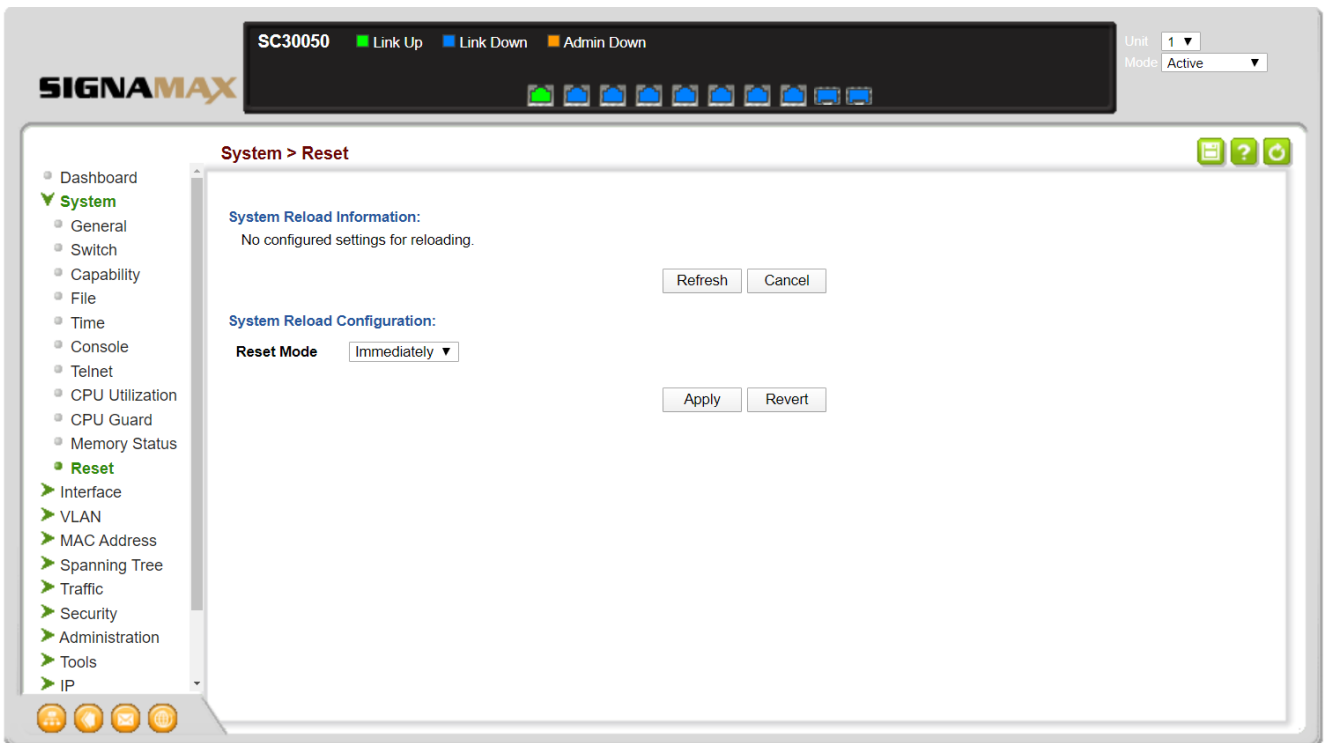 SC30050 Link Up Link Down Admin Down
Unit 1
Mode Active
SIGNAMAX
System > Reset
Dashboard
System
General
Switch
Capability
File
Time
Console
Telnet
CPU Utilization
CPU Guard
Memory Status
Reset
Interface
VLAN
MAC Address
Spanning Tree
Traffic
Security
Administration
Tools
IP
System Reload Information:
No configured settings for reloading.
Refresh Cancel
System Reload Configuration:
Reset Mode Immediately
Apply Revert